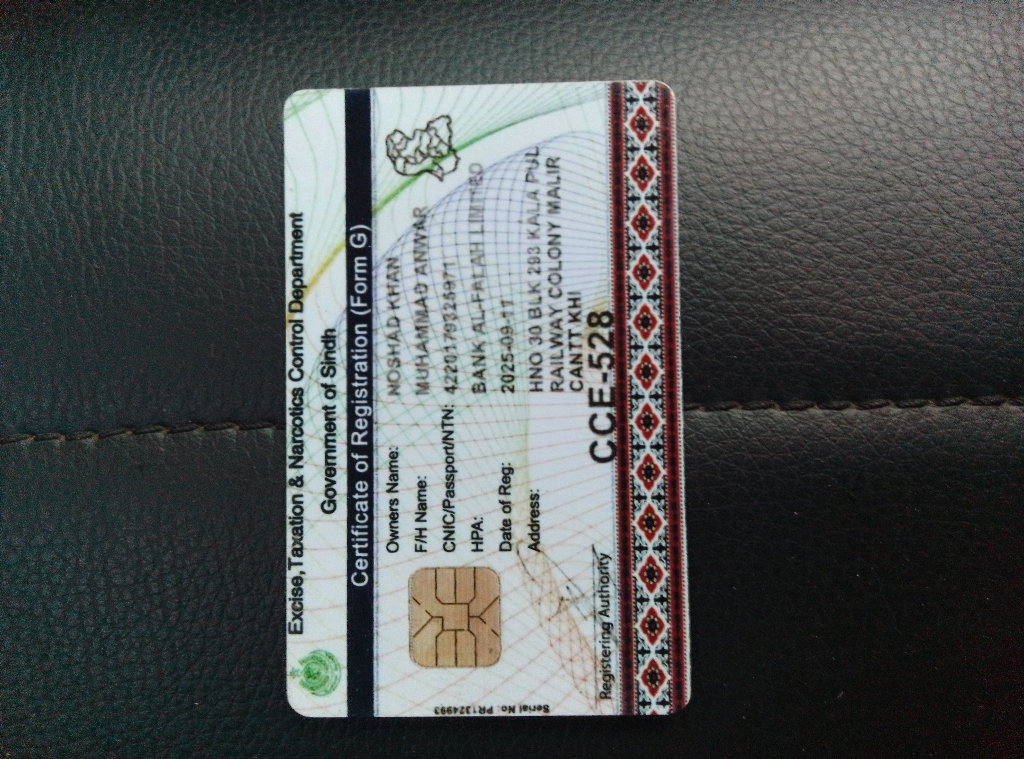 Excise,Taxation & Narcotics Control Department
Government of Sindh
Certificate of Registration (Form G)
Owners Name: NOSHAD KHAN
F/H Name: MUHAMMAD ANWAR
CNIC/Passport/NTN:
HPA: BANK AL-FALAH LIMITED
Date of Reg: 2025-09-11
Address: HNO 30 BLK 293 KALA PUL
RAILWAY COLONY MALIR
CANTT KHI
CCE-528
Registering Authority
Serial No: PR1324993